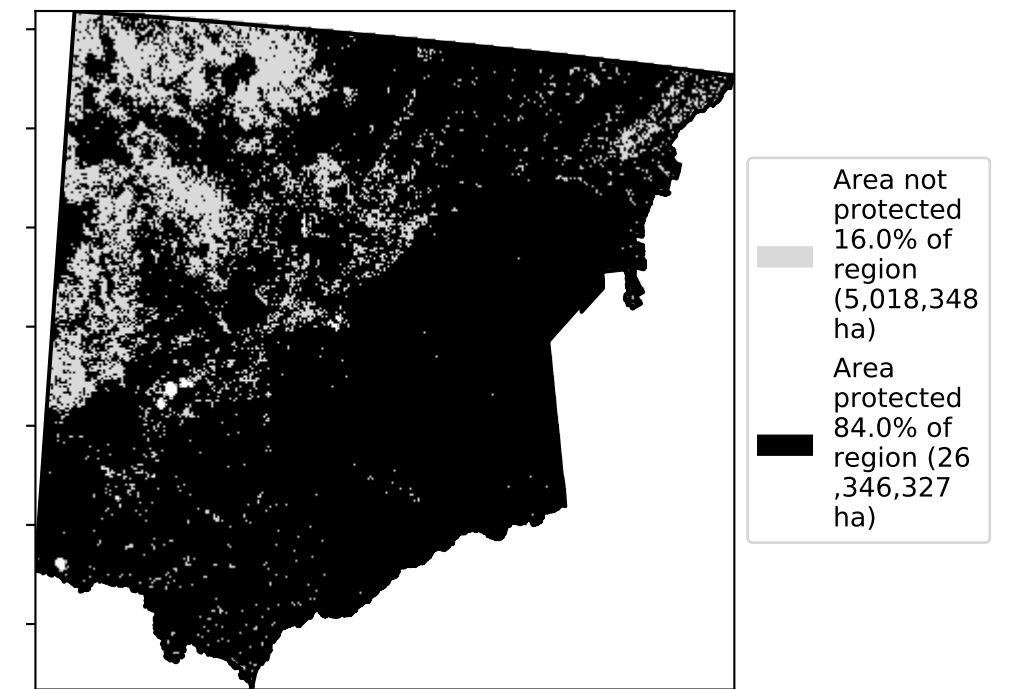 Area not
protected
16.0% of
region
(5,018,348
ha)
Area
protected
84.0% of
region (26
,346,327
ha)